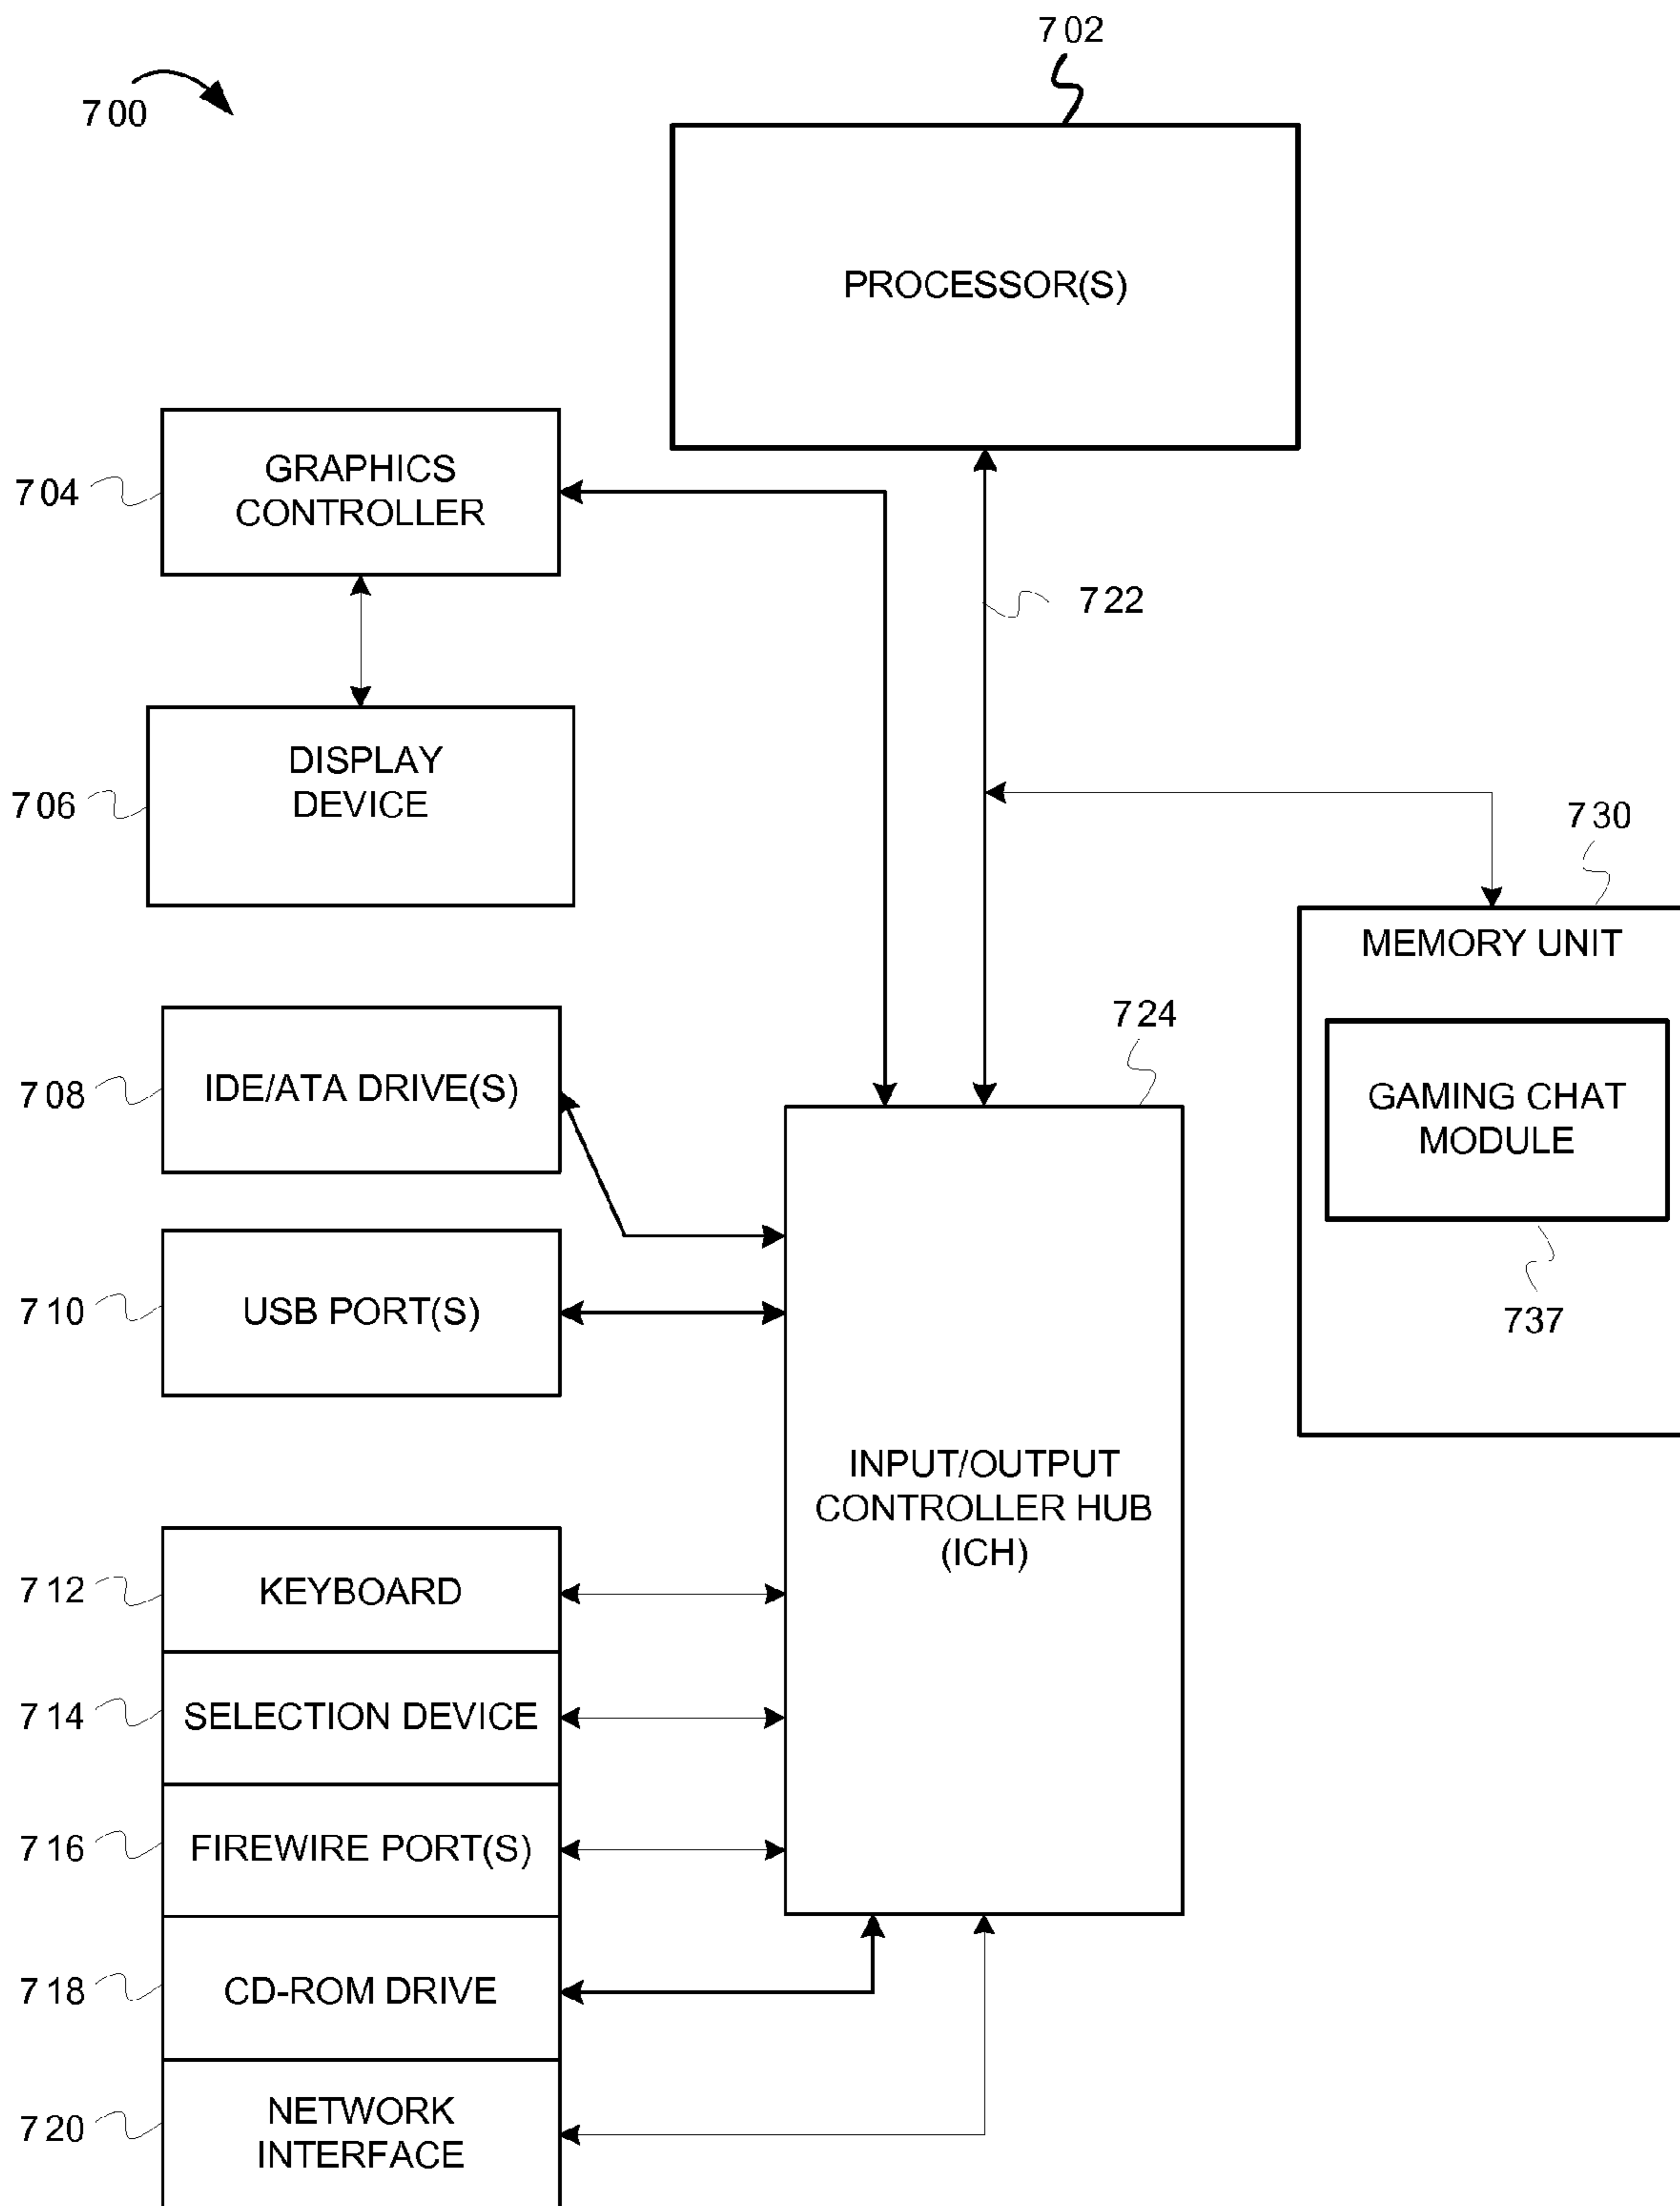 702
700
PROCESSOR(S)
GRAPHICS
CONTROLLER
704
722
DISPLAY
DEVICE
706
730
MEMORY UNIT
724
708
IDE/ATA DRIVE(S)
GAMING CHAT
MODULE
710
USB PORT(S)
737
INPUT/OUTPUT
CONTROLLER HUB
(ICH)
712
KEYBOARD
714
SELECTION DEVICE
716
FIREWIRE PORT(S)
718
CD-ROM DRIVE
720
NETWORK
INTERFACE